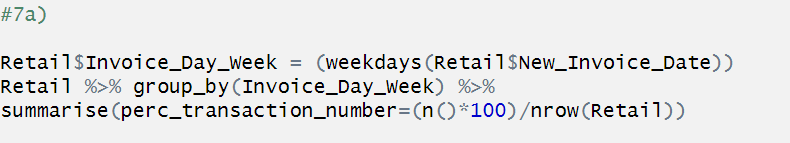 #7a)
Retail$Invoice_Day_Week = (weekdays(Retail$New_Invoice_Date))
Retail %>% group_by(Invoice_Day_Week) %>%
summarise(perc_transaction_number=(n()*100)/nrow(Retail))